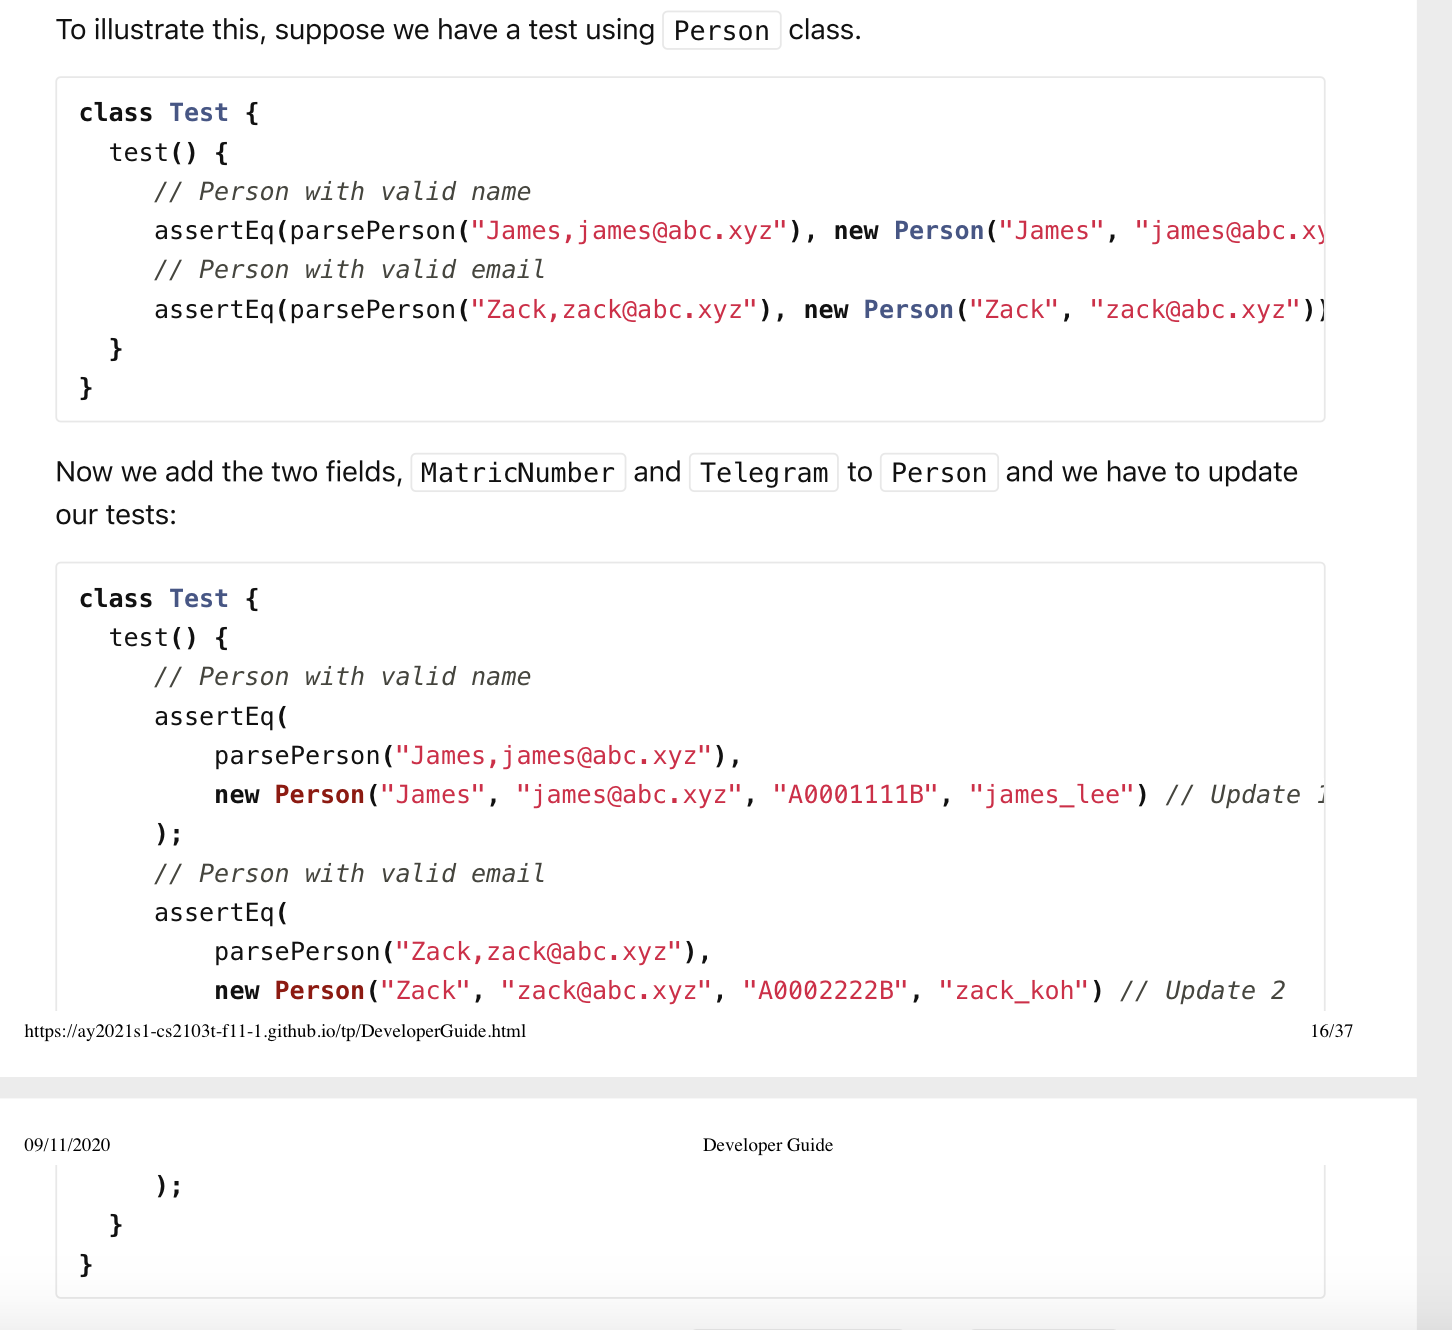 To illustrate this, suppose we have a test using Person class.
class Test {
  test() {
     // Person with valid name
     assertEq(parsePerson("James,james@abc.xyz"), new Person("James", "james@abc.xy
     // Person with valid email
     assertEq(parsePerson("Zack,zack@abc.xyz"), new Person("Zack", "zack@abc.xyz"))
  }
}
Now we add the two fields, MatricNumber and Telegram to Person and we have to update
our tests:
class Test {
  test() {
     // Person with valid name
     assertEq(
         parsePerson("James,james@abc.xyz"),
         new Person("James", "james@abc.xyz", "A0001111B", "james_lee") // Update 1
     );
     // Person with valid email
     assertEq(
         parsePerson("Zack,zack@abc.xyz"),
         new Person("Zack", "zack@abc.xyz", "A0002222B", "zack_koh") // Update 2
https://ay2021s1-cs2103t-f11-1.github.io/tp/DeveloperGuide.html 16/37
09/11/2020 Developer Guide
     );
  }
}